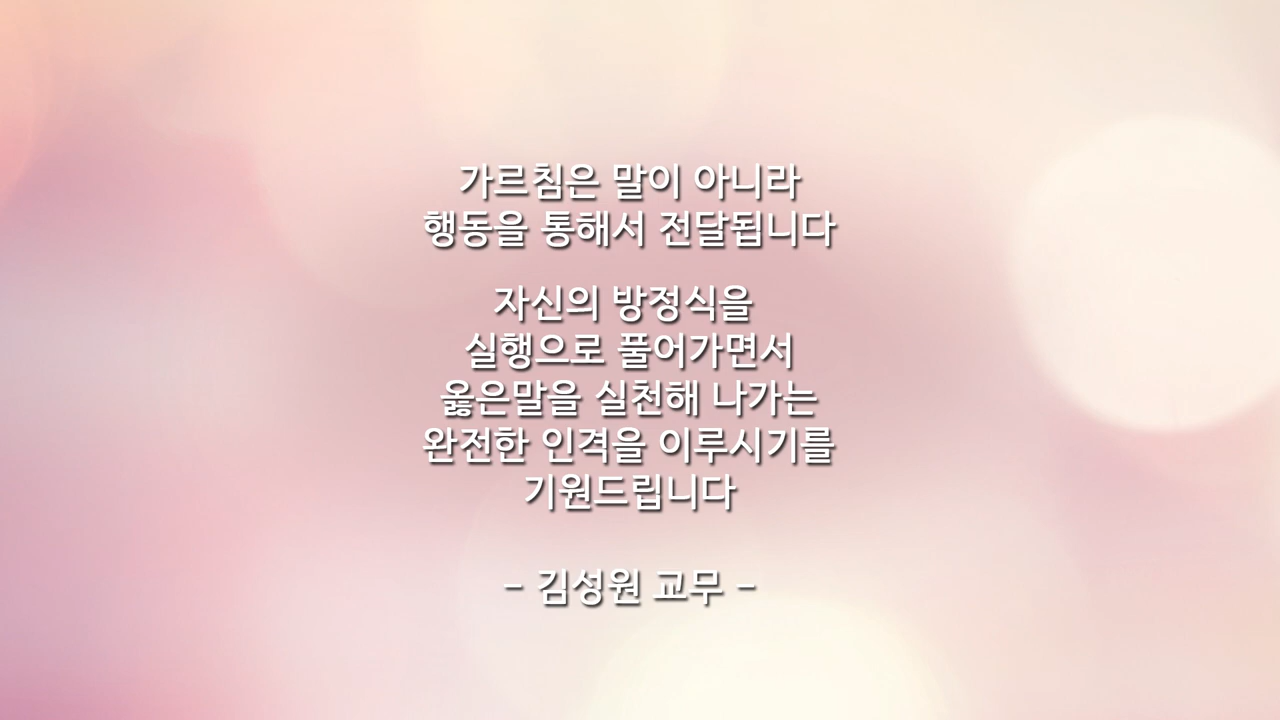 가르침은 말이 아니라
행동을 통해서 전달됩니다
자신의 방정식을
실행으로 풀어가면서
옳은말을 실천해 나가는
완전한 인격을 이루시기를
기원드립니다
- 김성원 교무 -